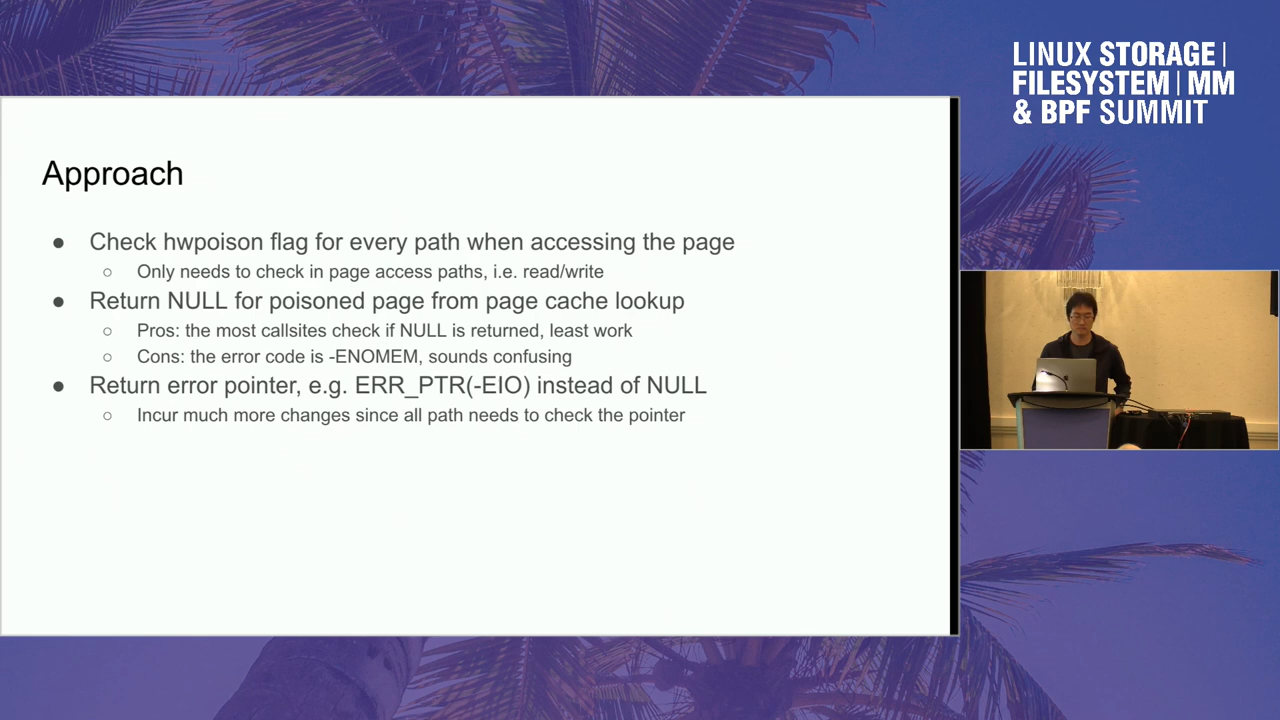 LINUX STORAGE |
FILESYSTEM | MM
& BPF SUMMIT
Approach
● Check hwpoison flag for every path when accessing the page
○ Only needs to check in page access paths, i.e. read/write
● Return NULL for poisoned page from page cache lookup
○ Pros: the most callsites check if NULL is returned, least work
○ Cons: the error code is -ENOMEM, sounds confusing
● Return error pointer, e.g. ERR_PTR(-EIO) instead of NULL
○ Incur much more changes since all path needs to check the pointer